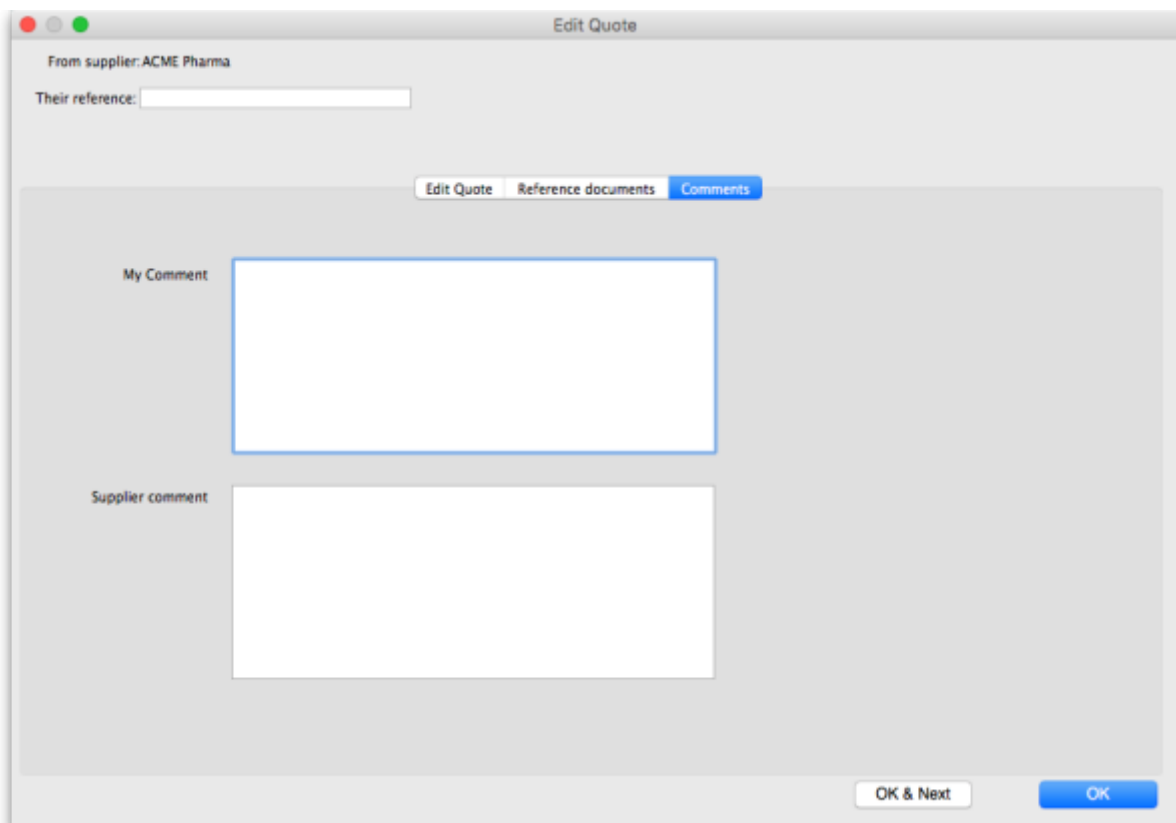 Edit Quote
From supplier: ACME Pharma
Their reference:
Edit Quote Reference documents Comments
My Comment
Supplier comment
OK & Next OK